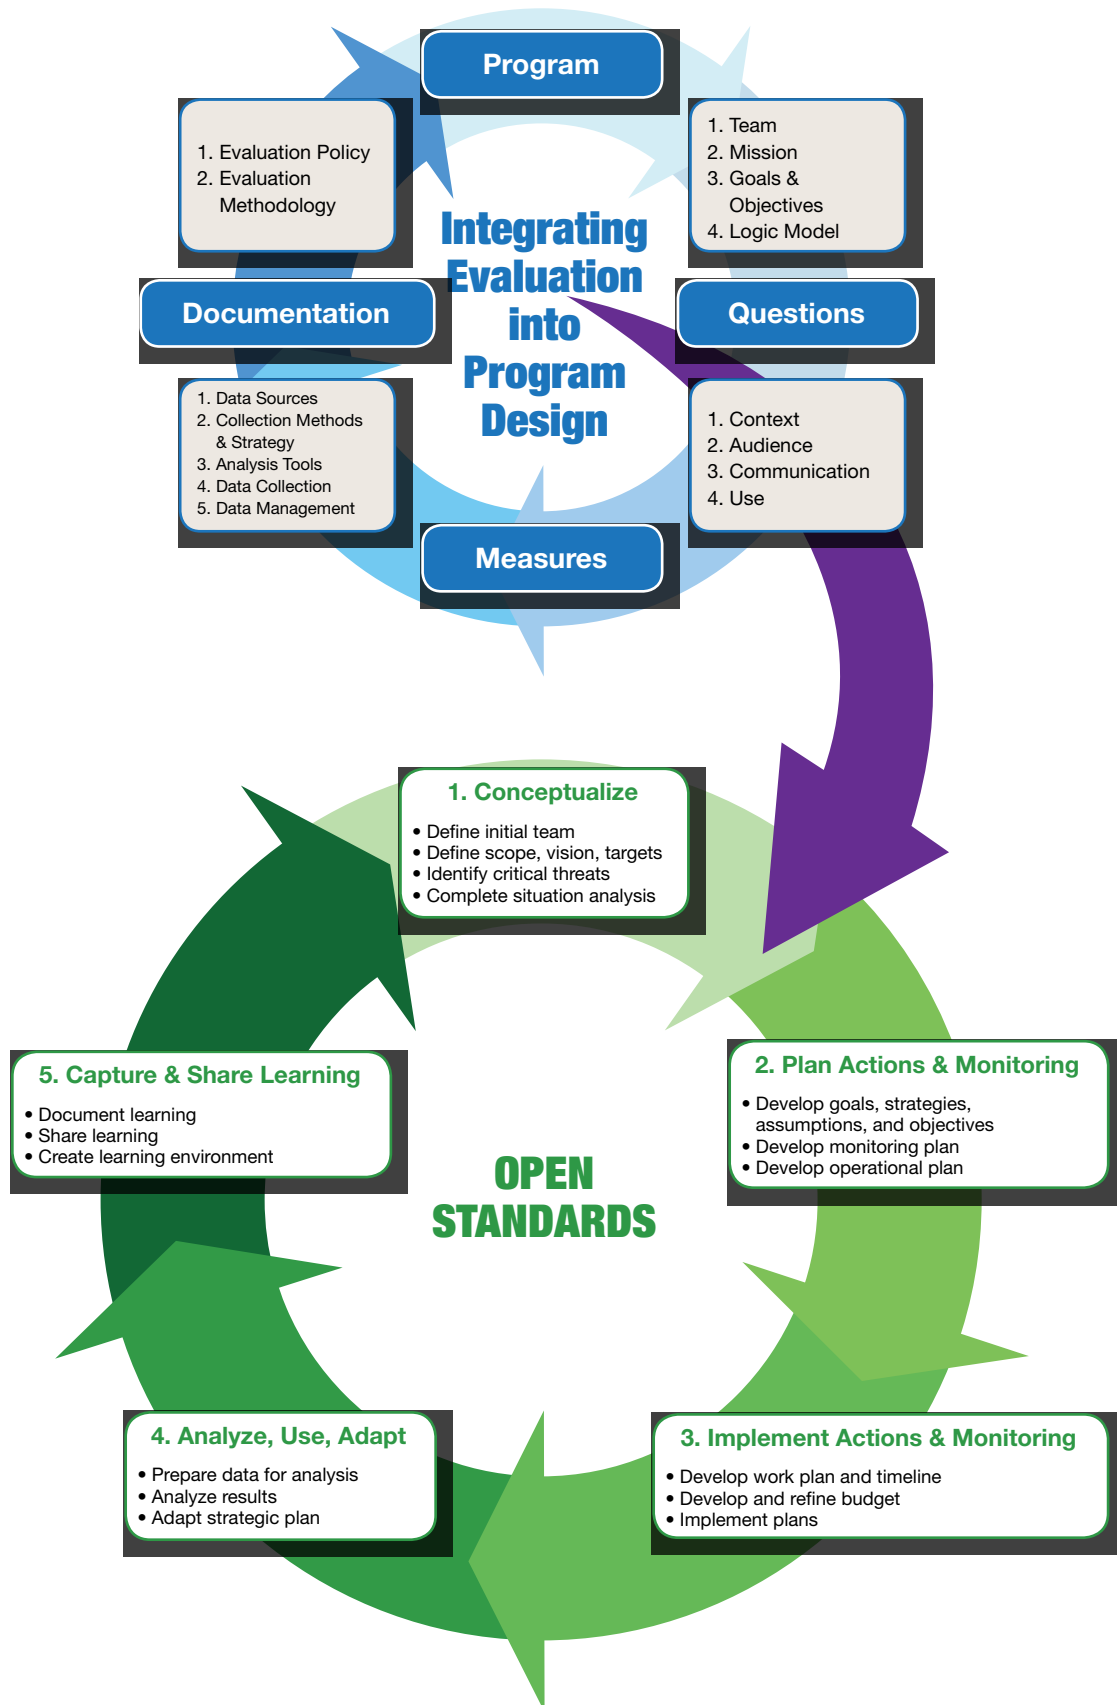 Program
1. Evaluation Policy
2. Evaluation
Methodology
1. Team
2. Mission
3. Goals &
Objectives
4. Logic Model
Integrating
Evaluation
into
Program
Design
Documentation
Questions
1. Data Sources
2. Collection Methods
& Strategy
3. Analysis Tools
4. Data Collection
5. Data Management
1. Context
2. Audience
3. Communication
4. Use
Measures
1. Conceptualize
• Define initial team
• Define scope, vision, targets
• Identify critical threats
• Complete situation analysis
5. Capture & Share Learning
• Document learning
• Share learning
• Create learning environment
2. Plan Actions & Monitoring
• Develop goals, strategies,
assumptions, and objectives
• Develop monitoring plan
• Develop operational plan
OPEN
STANDARDS
4. Analyze, Use, Adapt
• Prepare data for analysis
• Analyze results
• Adapt strategic plan
3. Implement Actions & Monitoring
• Develop work plan and timeline
• Develop and refine budget
• Implement plans